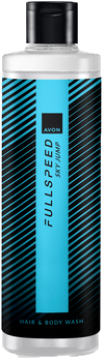 AVON
FULLSPEED
SKY JUMP
HAIR & BODY WASH